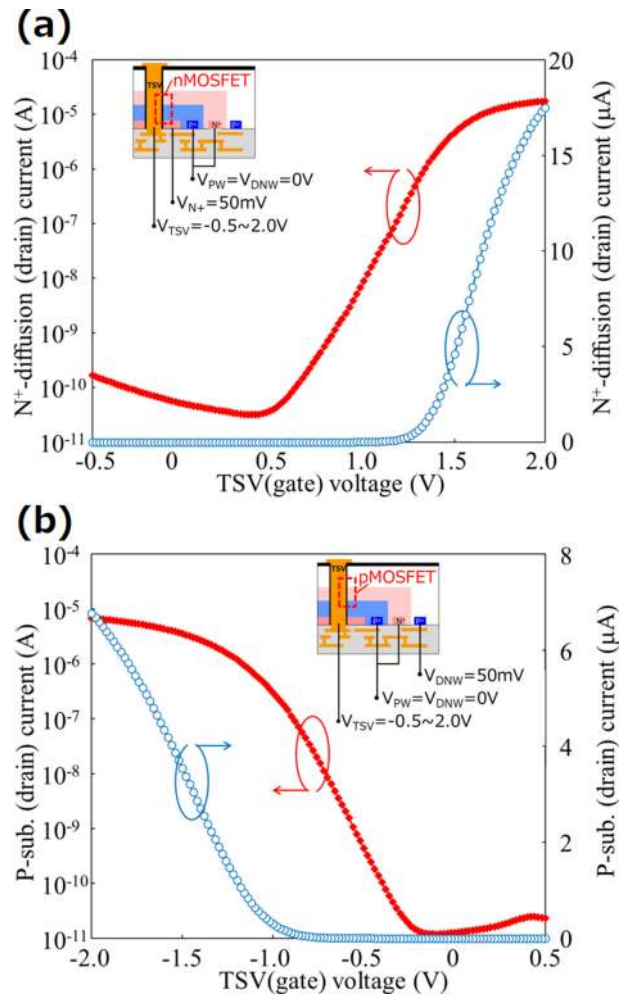 (a)
N⁺-diffusion (drain) current (A)
10⁻⁴
10⁻⁵
10⁻⁶
10⁻⁷
10⁻⁸
10⁻⁹
10⁻¹⁰
10⁻¹¹
TSV
nMOSFET
P⁺
N⁺
P⁺
V_PW=V_DNW=0V
V_N+=50mV
V_TSV=-0.5~2.0V
20
15
10
5
0
N⁺-diffusion (drain) current (µA)
-0.5
0
0.5
1.0
1.5
2.0
TSV(gate) voltage (V)
(b)
P-sub. (drain) current (A)
10⁻⁴
10⁻⁵
10⁻⁶
10⁻⁷
10⁻⁸
10⁻⁹
10⁻¹⁰
10⁻¹¹
TSV
pMOSFET
P⁺
N⁺
P⁺
V_DNW=50mV
V_PW=V_DNW=0V
V_TSV=-0.5~2.0V
8
6
4
2
0
P-sub. (drain) current (µA)
-2.0
-1.5
-1.0
-0.5
0
0.5
TSV(gate) voltage (V)